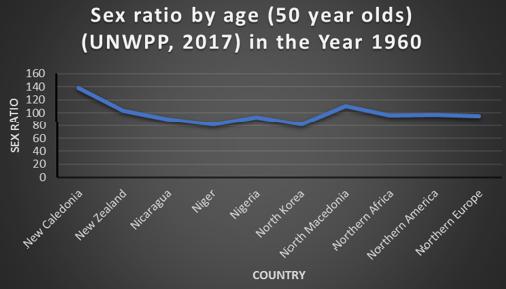 Sex ratio by age (50 year olds)
(UNWPP, 2017) in the Year 1960
160
140
120
100
80
60
40
20
0
SEX RATIO
New Caledonia
New Zealand
Nicaragua
Niger
Nigeria
North Korea
North Macedonia
Northern Africa
Northern America
Northern Europe
COUNTRY